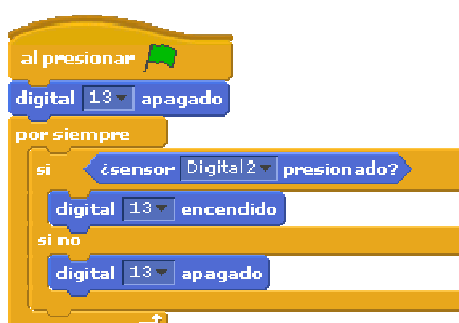 al presionar
digital 13 apagado
por siempre
si ¿sensor Digital2 presionado?
digital 13 encendido
si no
digital 13 apagado